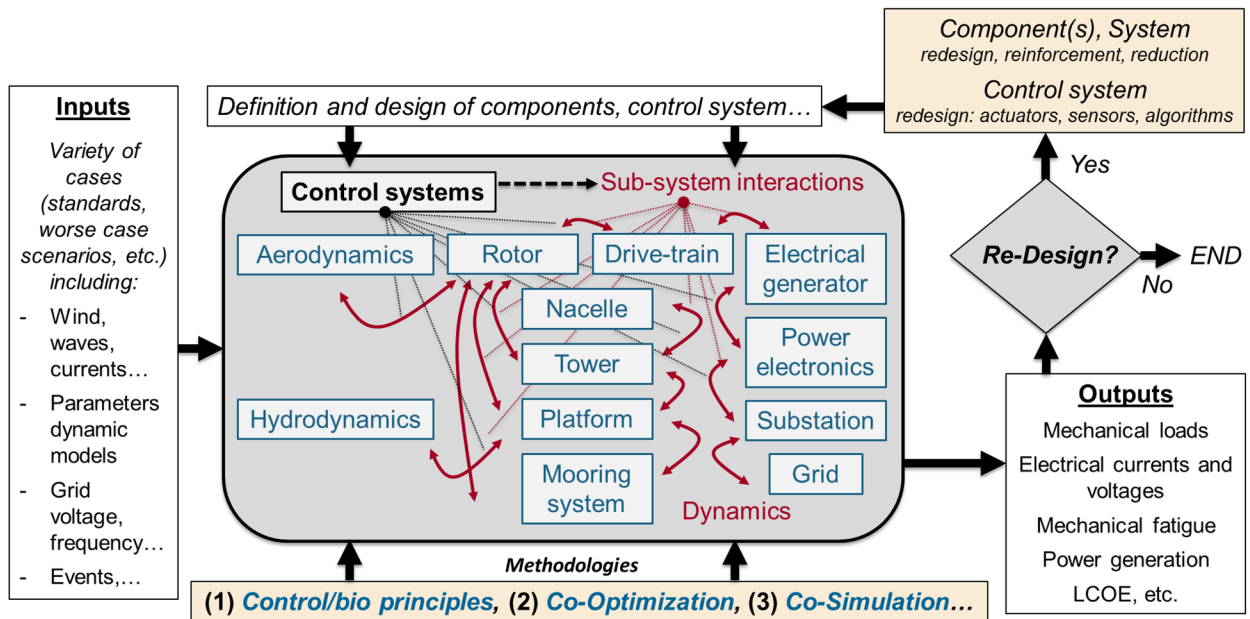 Inputs
Variety of
cases
(standards,
worse case
scenarios, etc.)
including:
- Wind,
waves,
currents…
- Parameters
dynamic
models
- Grid
voltage,
frequency…
- Events,…
Definition and design of components, control system…
Component(s), System
redesign, reinforcement, reduction
Control system
redesign: actuators, sensors, algorithms
Control systems
Sub-system interactions
Aerodynamics
Rotor
Drive-train
Electrical
generator
Nacelle
Power
electronics
Tower
Hydrodynamics
Platform
Substation
Mooring
system
Grid
Dynamics
Methodologies
(1) Control/bio principles, (2) Co-Optimization, (3) Co-Simulation…
Yes
Re-Design?
END
No
Outputs
Mechanical loads
Electrical currents and
voltages
Mechanical fatigue
Power generation
LCOE, etc.